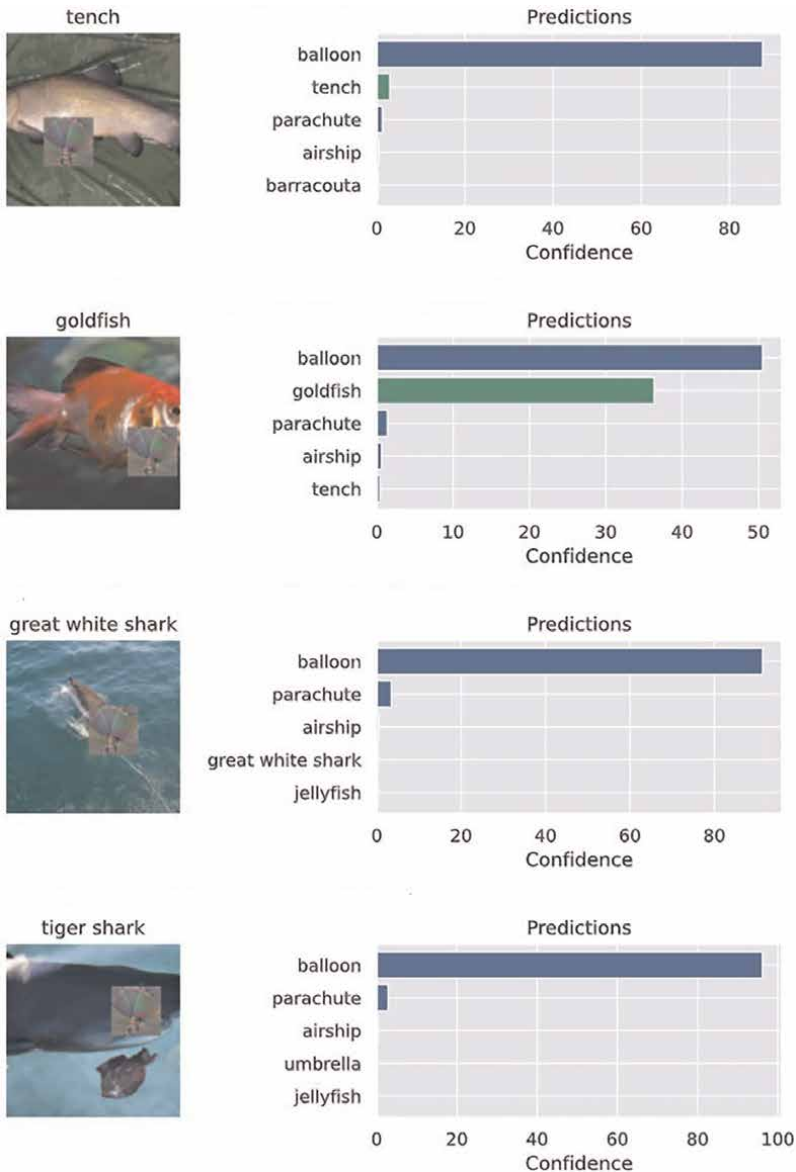 tench
Predictions
balloon
tench
parachute
airship
barracouta
0 20 40 60 80
Confidence
goldfish
Predictions
balloon
goldfish
parachute
airship
tench
0 10 20 30 40 50
Confidence
great white shark
Predictions
balloon
parachute
airship
great white shark
jellyfish
0 20 40 60 80
Confidence
tiger shark
Predictions
balloon
parachute
airship
umbrella
jellyfish
0 20 40 60 80 100
Confidence